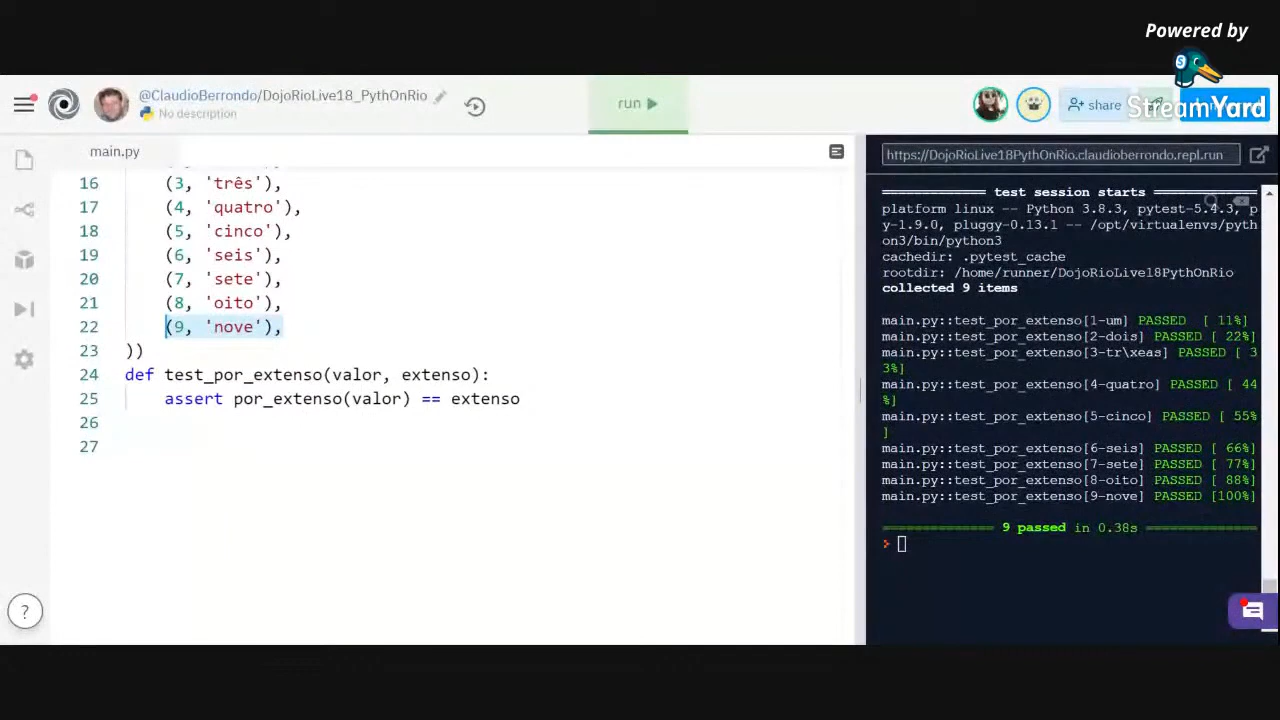 Powered by
StreamYard
@ClaudioBerrondo/DojoRioLive18_PythOnRio
No description
run
share
main.py
https://DojoRioLive18PythOnRio.claudioberrondo.repl.run
16 (3, 'três'),
17 (4, 'quatro'),
18 (5, 'cinco'),
19 (6, 'seis'),
20 (7, 'sete'),
21 (8, 'oito'),
22 (9, 'nove'),
23 ))
24 def test_por_extenso(valor, extenso):
25 assert por_extenso(valor) == extenso
26
27
============= test session starts =============
platform linux -- Python 3.8.3, pytest-5.4.3, p
y-1.9.0, pluggy-0.13.1 -- /opt/virtualenvs/pyth
on3/bin/python3
cachedir: .pytest_cache
rootdir: /home/runner/DojoRioLive18PythOnRio
collected 9 items
main.py::test_por_extenso[1-um] PASSED [ 11%]
main.py::test_por_extenso[2-dois] PASSED [ 22%]
main.py::test_por_extenso[3-tr\xeas] PASSED [ 3
3%]
main.py::test_por_extenso[4-quatro] PASSED [ 44
%]
main.py::test_por_extenso[5-cinco] PASSED [ 55%
]
main.py::test_por_extenso[6-seis] PASSED [ 66%]
main.py::test_por_extenso[7-sete] PASSED [ 77%]
main.py::test_por_extenso[8-oito] PASSED [ 88%]
main.py::test_por_extenso[9-nove] PASSED [100%]
============== 9 passed in 0.38s ==============
>
?